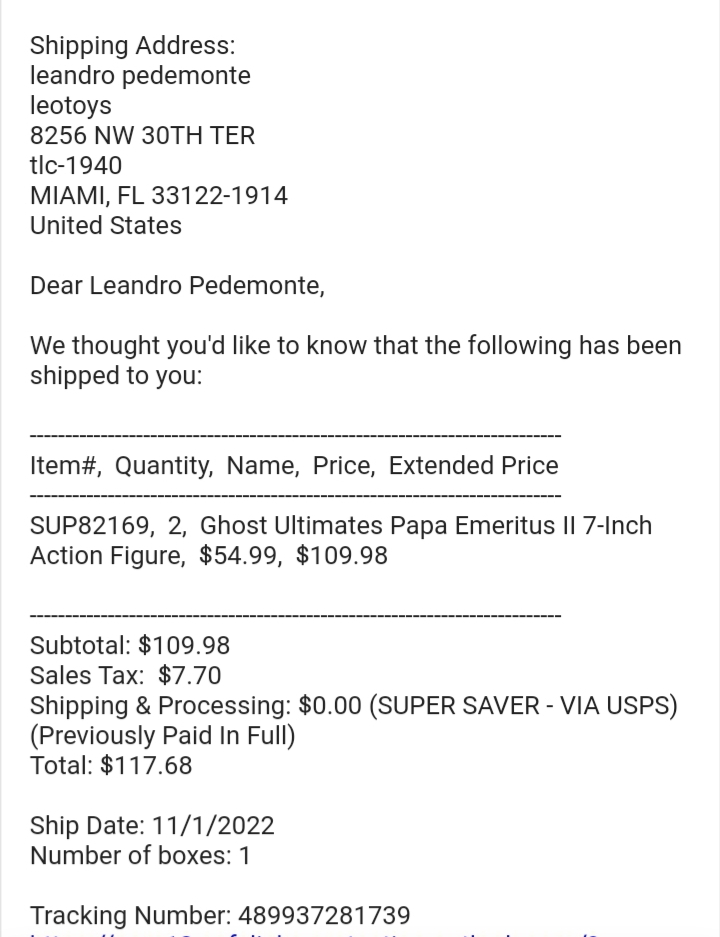 Shipping Address:
leandro pedemonte
leotoys
8256 NW 30TH TER
tlc-1940
MIAMI, FL 33122-1914
United States
Dear Leandro Pedemonte,
We thought you'd like to know that the following has been
shipped to you:
--------------------------------------------------------------------------
Item#,  Quantity,  Name,  Price,  Extended Price
--------------------------------------------------------------------------
SUP82169,  2,  Ghost Ultimates Papa Emeritus II 7-Inch
Action Figure,  $54.99,  $109.98
--------------------------------------------------------------------------
Subtotal: $109.98
Sales Tax:  $7.70
Shipping & Processing: $0.00 (SUPER SAVER - VIA USPS)
(Previously Paid In Full)
Total: $117.68
Ship Date: 11/1/2022
Number of boxes: 1
Tracking Number: 489937281739